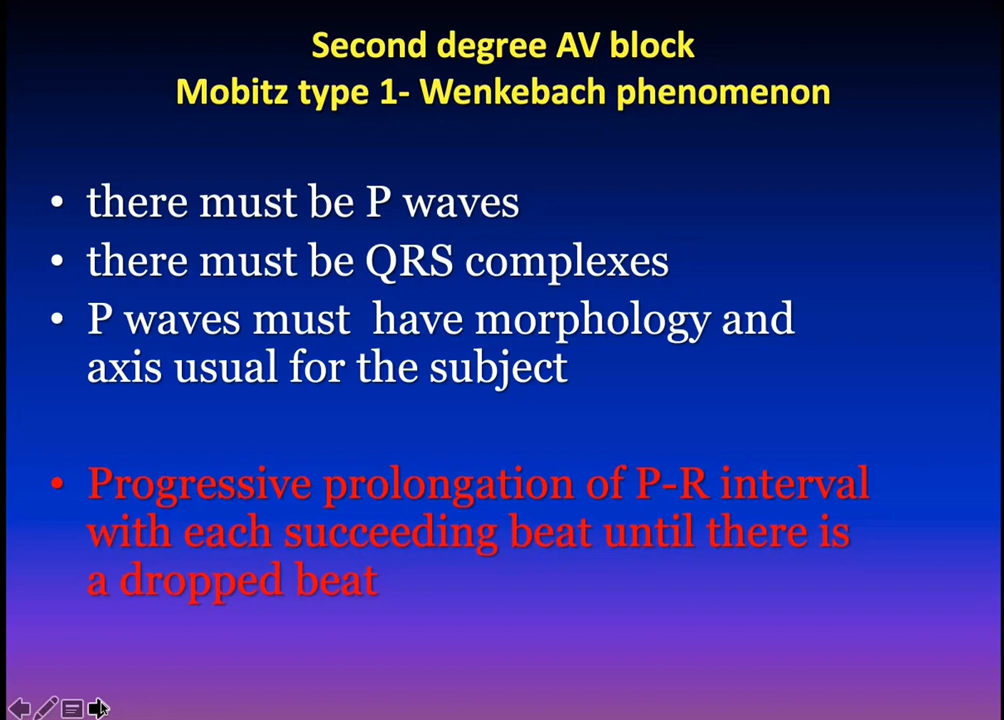 Second degree AV block
Mobitz type 1- Wenkebach phenomenon
• there must be P waves
• there must be QRS complexes
• P waves must  have morphology and
axis usual for the subject
• Progressive prolongation of P-R interval
with each succeeding beat until there is
a dropped beat